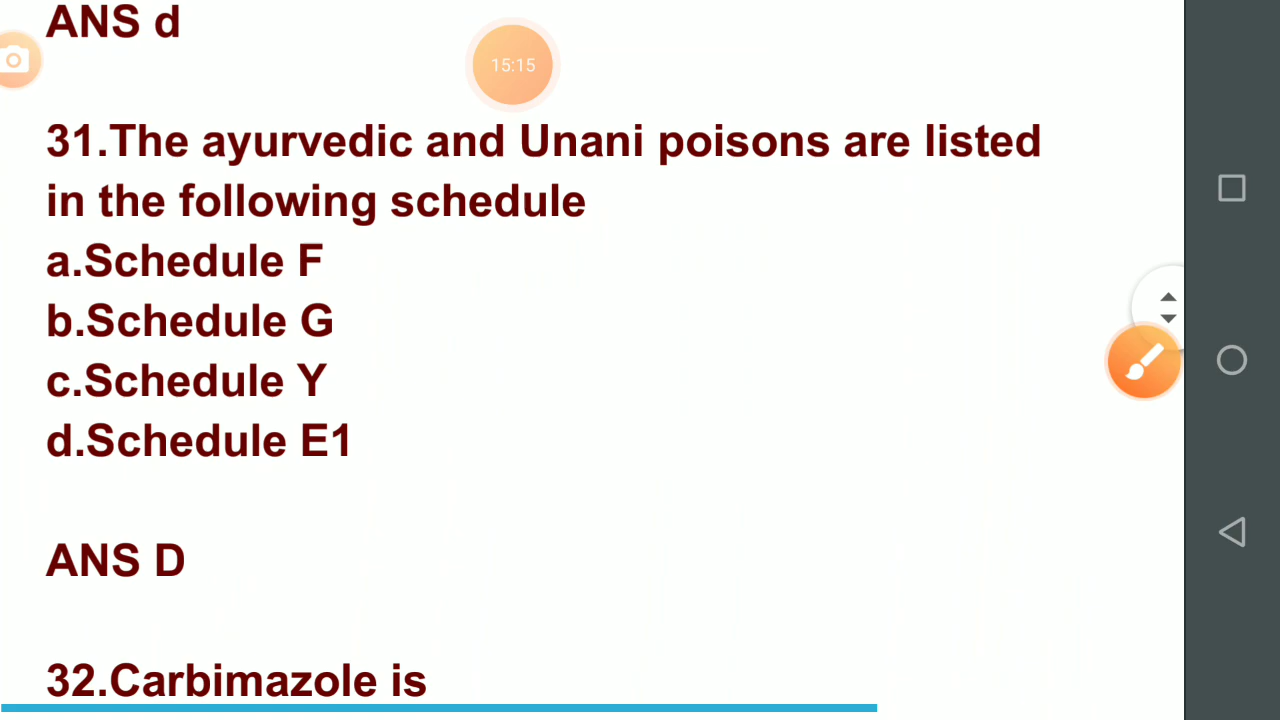 ANS d
15:15
31.The ayurvedic and Unani poisons are listed
in the following schedule
a.Schedule F
b.Schedule G
c.Schedule Y
d.Schedule E1
ANS D
32.Carbimazole is